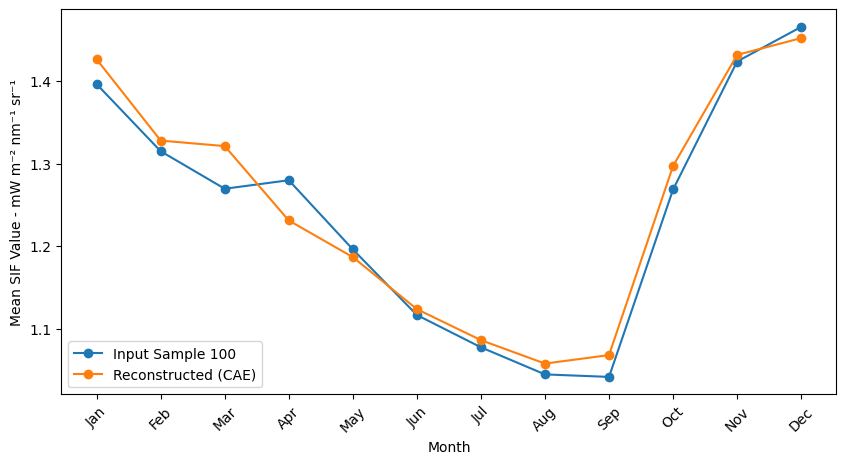 Mean SIF Value - mW m⁻² nm⁻¹ sr⁻¹
1.4
1.3
1.2
1.1
Input Sample 100
Reconstructed (CAE)
Jan Feb Mar Apr May Jun Jul Aug Sep Oct Nov Dec
Month